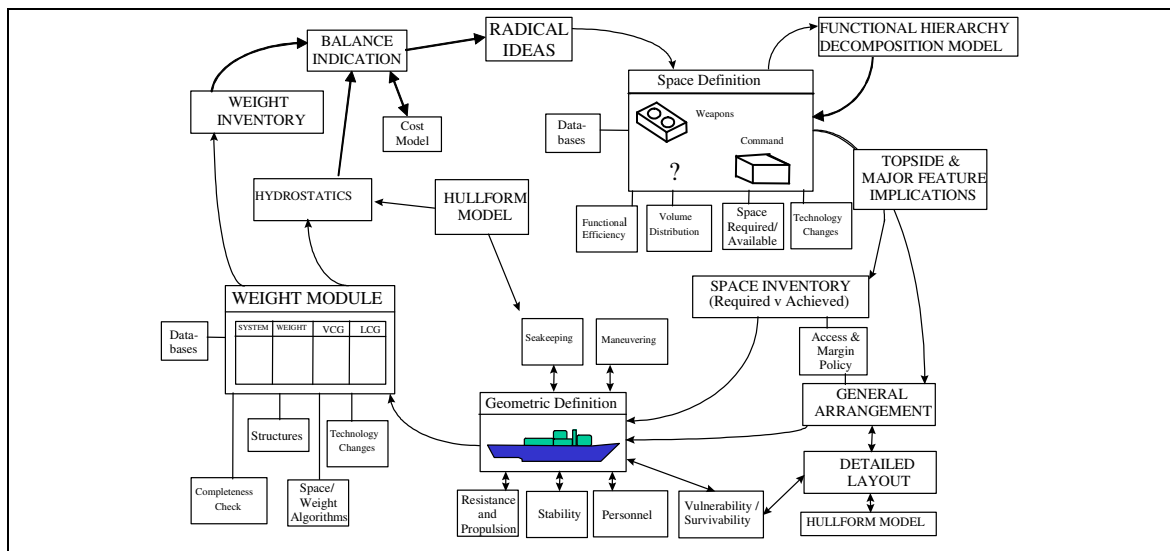 BALANCE
INDICATION
RADICAL
IDEAS
FUNCTIONAL HIERARCHY
DECOMPOSITION MODEL
WEIGHT
INVENTORY
Cost
Model
Space Definition
Weapons
Command
?
Data-
bases
TOPSIDE &
MAJOR FEATURE
IMPLICATIONS
HYDROSTATICS
HULLFORM
MODEL
Functional
Efficiency
Volume
Distribution
Space
Required/
Available
Technology
Changes
SPACE INVENTORY
(Required v Achieved)
WEIGHT MODULE
SYSTEM WEIGHT VCG LCG
Data-
bases
Seakeeping
Maneuvering
Access &
Margin
Policy
Geometric Definition
GENERAL
ARRANGEMENT
Structures
Technology
Changes
Completeness
Check
Space/
Weight
Algorithms
Resistance
and
Propulsion
Stability
Personnel
Vulnerability /
Survivability
DETAILED
LAYOUT
HULLFORM MODEL